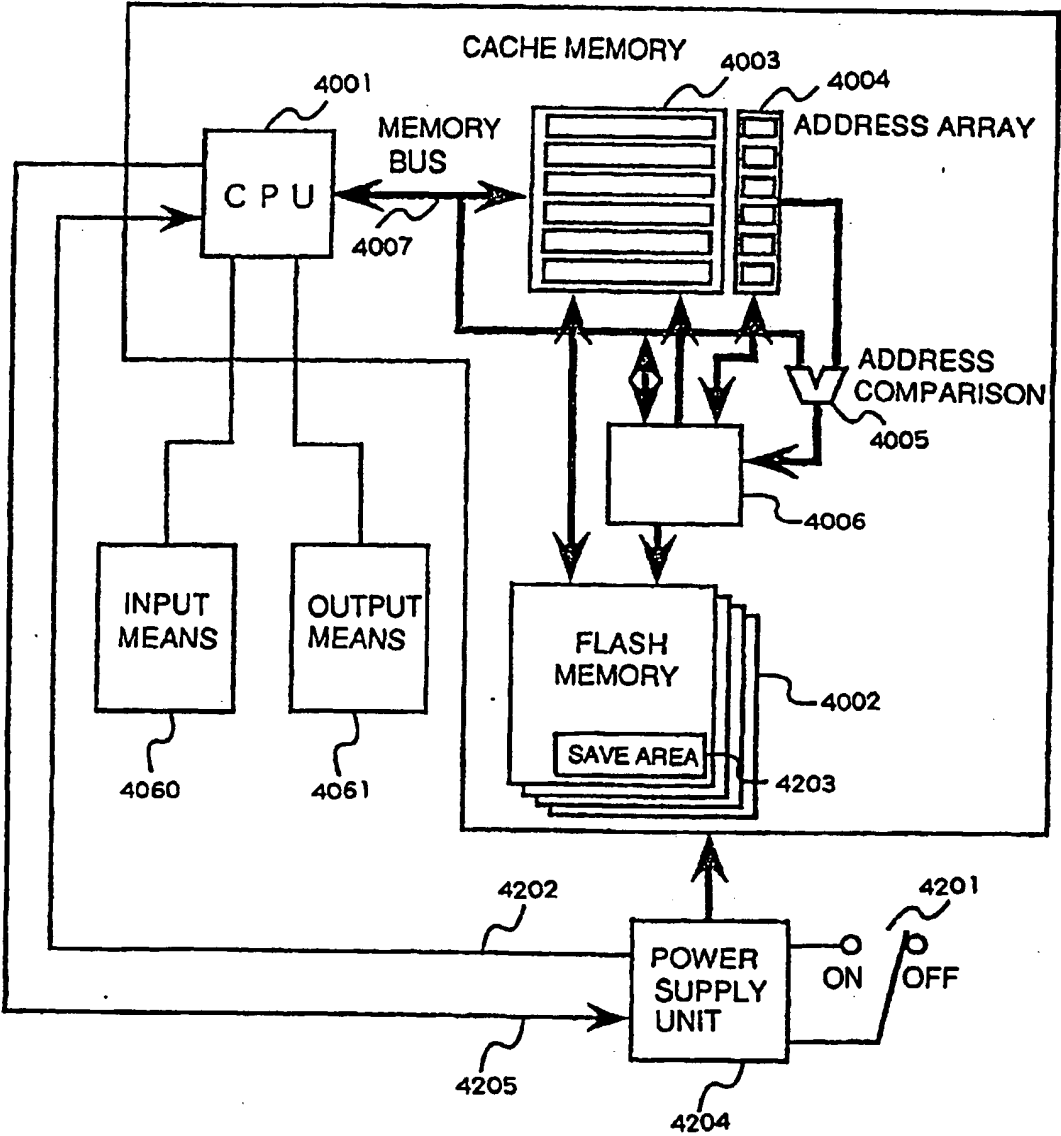 CACHE MEMORY
4003
4004
4001
MEMORY
BUS
ADDRESS ARRAY
C P U
4007
ADDRESS
COMPARISON
4005
4006
INPUT
MEANS
OUTPUT
MEANS
FLASH
MEMORY
4002
SAVE AREA
4203
4060
4061
4202
4201
POWER
SUPPLY
UNIT
ON
OFF
4205
4204